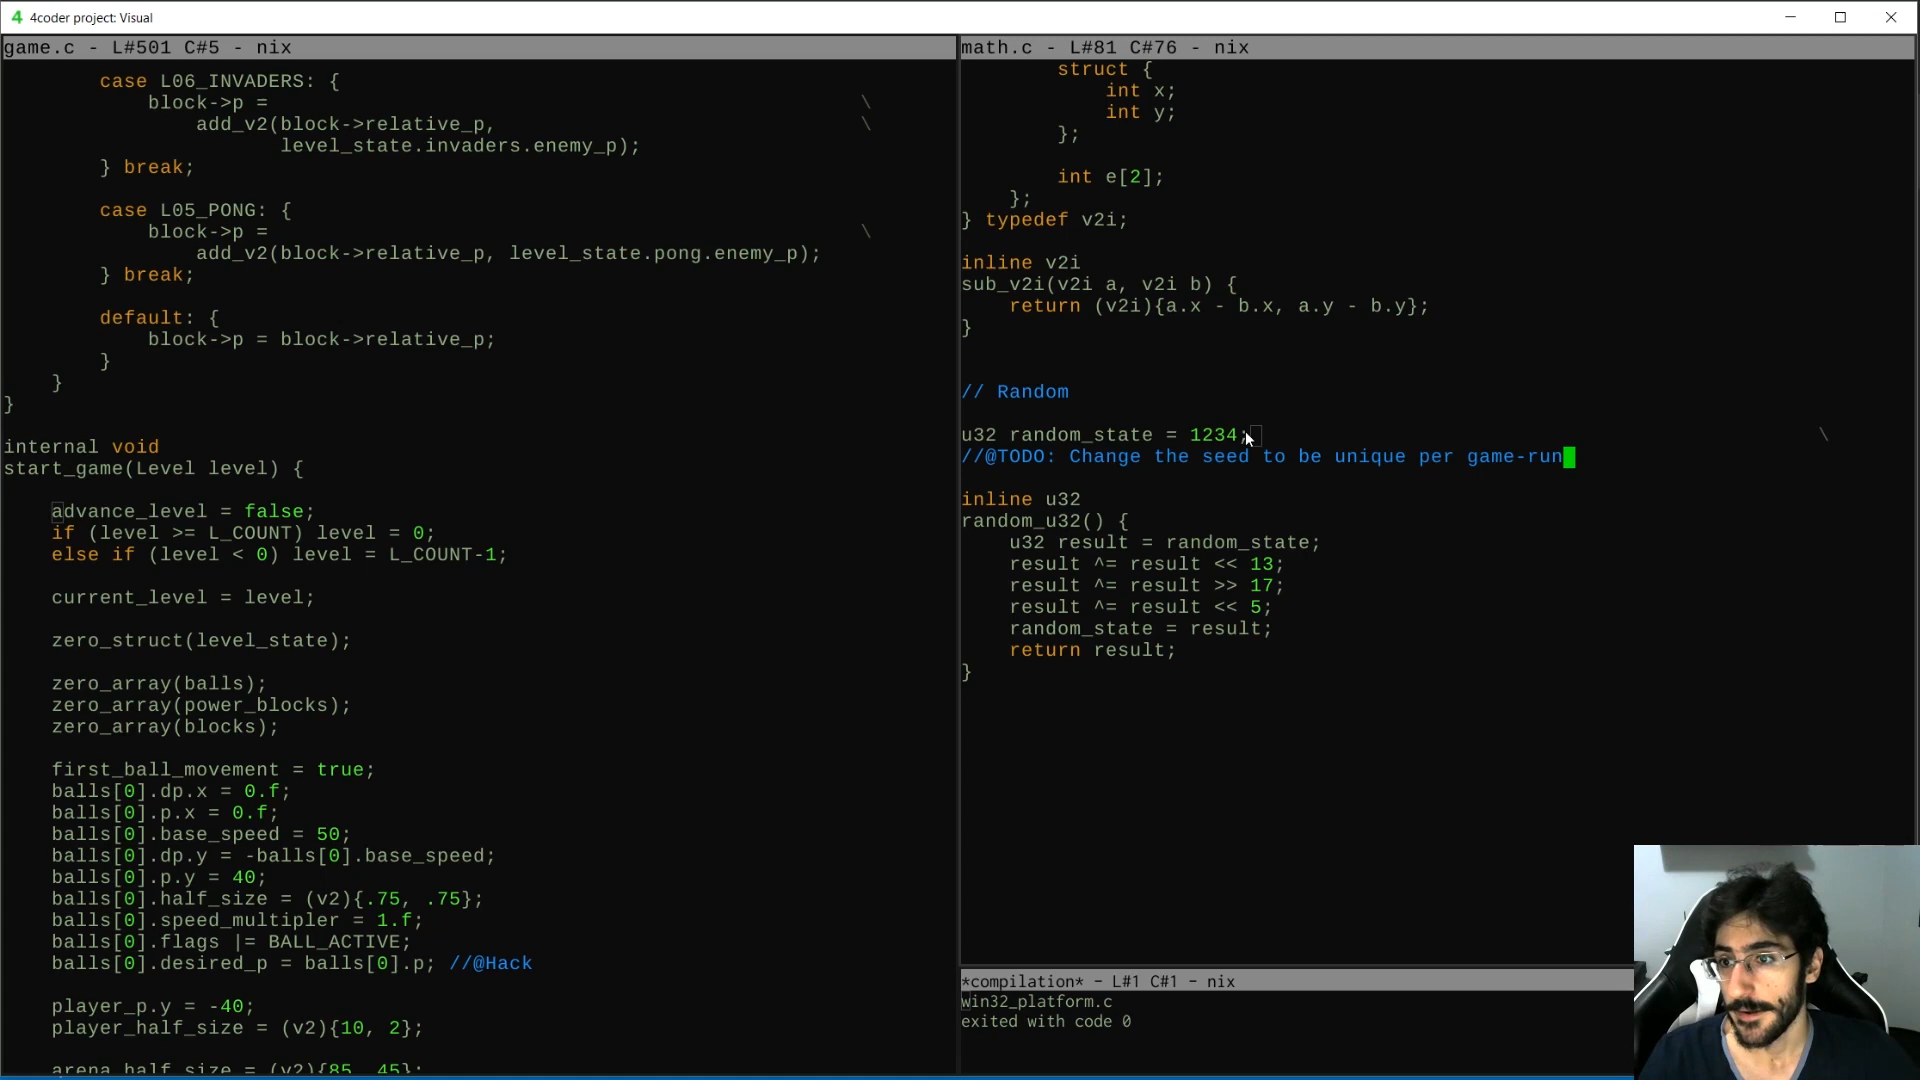 4 4coder project: Visual
game.c - L#501 C#5 - nix
        case L06_INVADERS: {
            block->p = \
                add_v2(block->relative_p, \
                       level_state.invaders.enemy_p);
        } break;
        case L05_PONG: {
            block->p = \
                add_v2(block->relative_p, level_state.pong.enemy_p);
        } break;
        default: {
            block->p = block->relative_p;
        }
    }
}
internal void
start_game(Level level) {
    advance_level = false;
    if (level >= L_COUNT) level = 0;
    else if (level < 0) level = L_COUNT-1;
    current_level = level;
    zero_struct(level_state);
    zero_array(balls);
    zero_array(power_blocks);
    zero_array(blocks);
    first_ball_movement = true;
    balls[0].dp.x = 0.f;
    balls[0].p.x = 0.f;
    balls[0].base_speed = 50;
    balls[0].dp.y = -balls[0].base_speed;
    balls[0].p.y = 40;
    balls[0].half_size = (v2){.75, .75};
    balls[0].speed_multipler = 1.f;
    balls[0].flags |= BALL_ACTIVE;
    balls[0].desired_p = balls[0].p; //@Hack
    player_p.y = -40;
    player_half_size = (v2){10, 2};
    arena_half_size = (v2){85, 45};
math.c - L#81 C#76 - nix
        struct {
            int x;
            int y;
        };
        int e[2];
    };
} typedef v2i;
inline v2i
sub_v2i(v2i a, v2i b) {
    return (v2i){a.x - b.x, a.y - b.y};
}
// Random
u32 random_state = 1234; \
//@TODO: Change the seed to be unique per game-run
inline u32
random_u32() {
    u32 result = random_state;
    result ^= result << 13;
    result ^= result >> 17;
    result ^= result << 5;
    random_state = result;
    return result;
}
*compilation* - L#1 C#1 - nix
win32_platform.c
exited with code 0